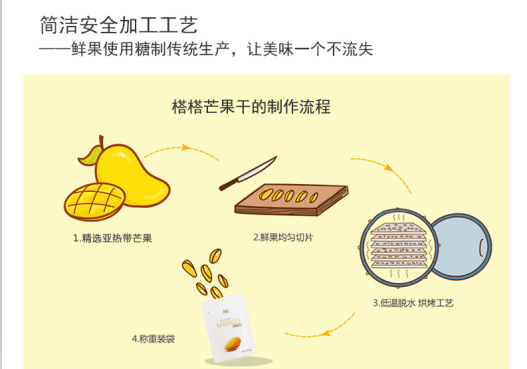 简洁安全加工工艺
——鲜果使用糖制传统生产，让美味一个不流失
榙榙芒果干的制作流程
1.精选亚热带芒果
2.鲜果均匀切片
3.低温脱水 烘烤工艺
4.称重装袋
MANGO